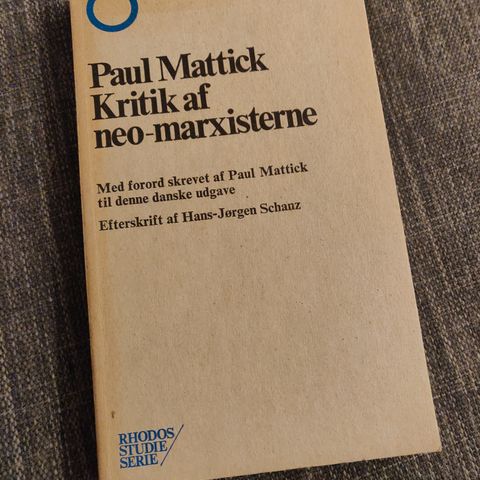 Paul Mattick
Kritik af
neo-marxisterne
Med forord skrevet af Paul Mattick
til denne danske udgave
Efterskrift af Hans-Jørgen Schanz
RHODOS
STUDIE
SERIE